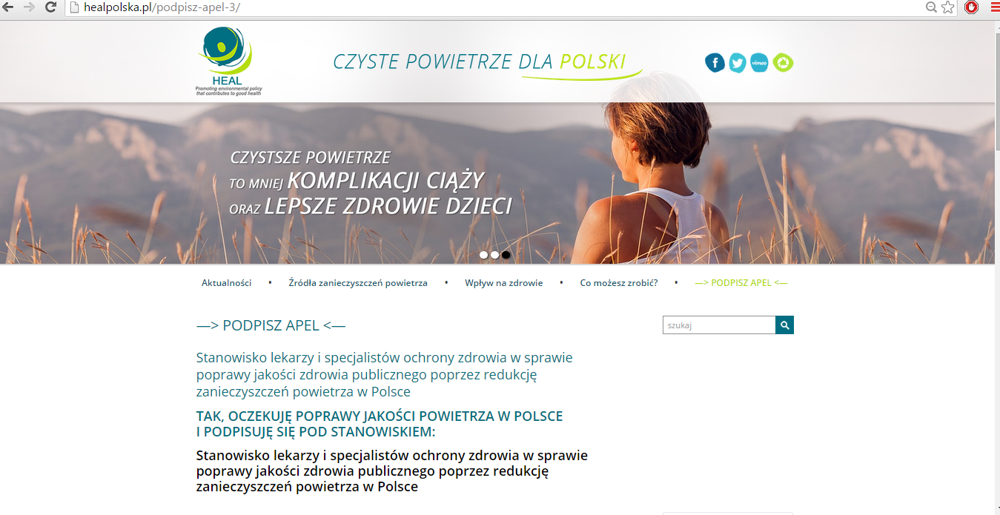 healpolska.pl/podpisz-apel-3/
HEAL
Promoting environmental policy
that contributes to good health
CZYSTE POWIETRZE DLA POLSKI
f
vimeo
CZYSTSZE POWIETRZE
TO MNIEJ KOMPLIKACJI CIĄŻY
ORAZ LEPSZE ZDROWIE DZIECI
Aktualności • Źródła zanieczyszczeń powietrza • Wpływ na zdrowie • Co możesz zrobić? • —> PODPISZ APEL <—
—> PODPISZ APEL <—
szukaj
Stanowisko lekarzy i specjalistów ochrony zdrowia w sprawie
poprawy jakości zdrowia publicznego poprzez redukcję
zanieczyszczeń powietrza w Polsce
TAK, OCZEKUJĘ POPRAWY JAKOŚCI POWIETRZA W POLSCE
I PODPISUJĘ SIĘ POD STANOWISKIEM:
Stanowisko lekarzy i specjalistów ochrony zdrowia w sprawie
poprawy jakości zdrowia publicznego poprzez redukcję
zanieczyszczeń powietrza w Polsce